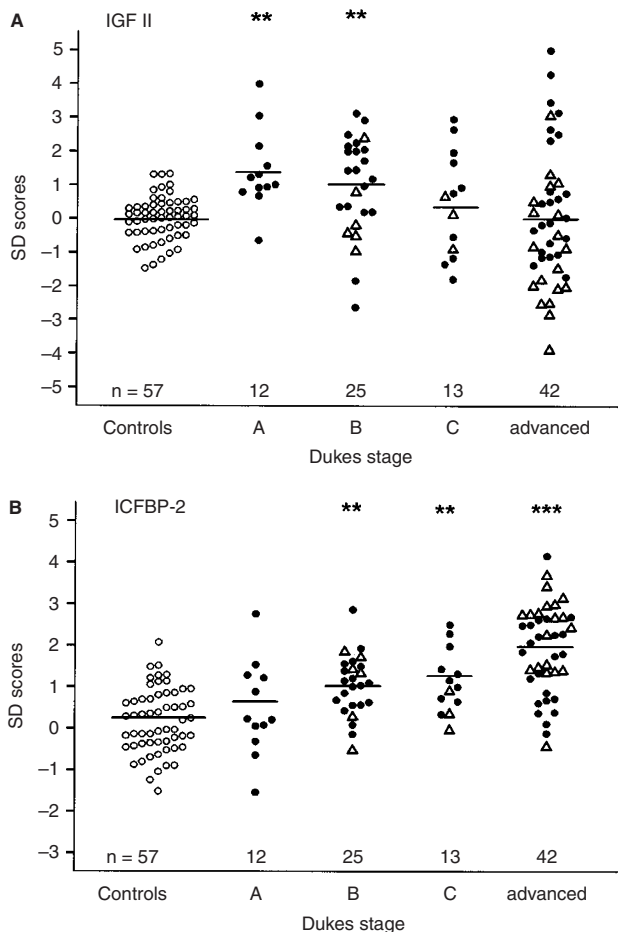 A IGF II
** **
5
4
3
2
1
0
–1
–2
–3
–4
–5
SD scores
n = 57 12 25 13 42
Controls A B C advanced
Dukes stage
B ICFBP-2
** ** ***
5
4
3
2
1
0
–1
–2
–3
SD scores
n = 57 12 25 13 42
Controls A B C advanced
Dukes stage